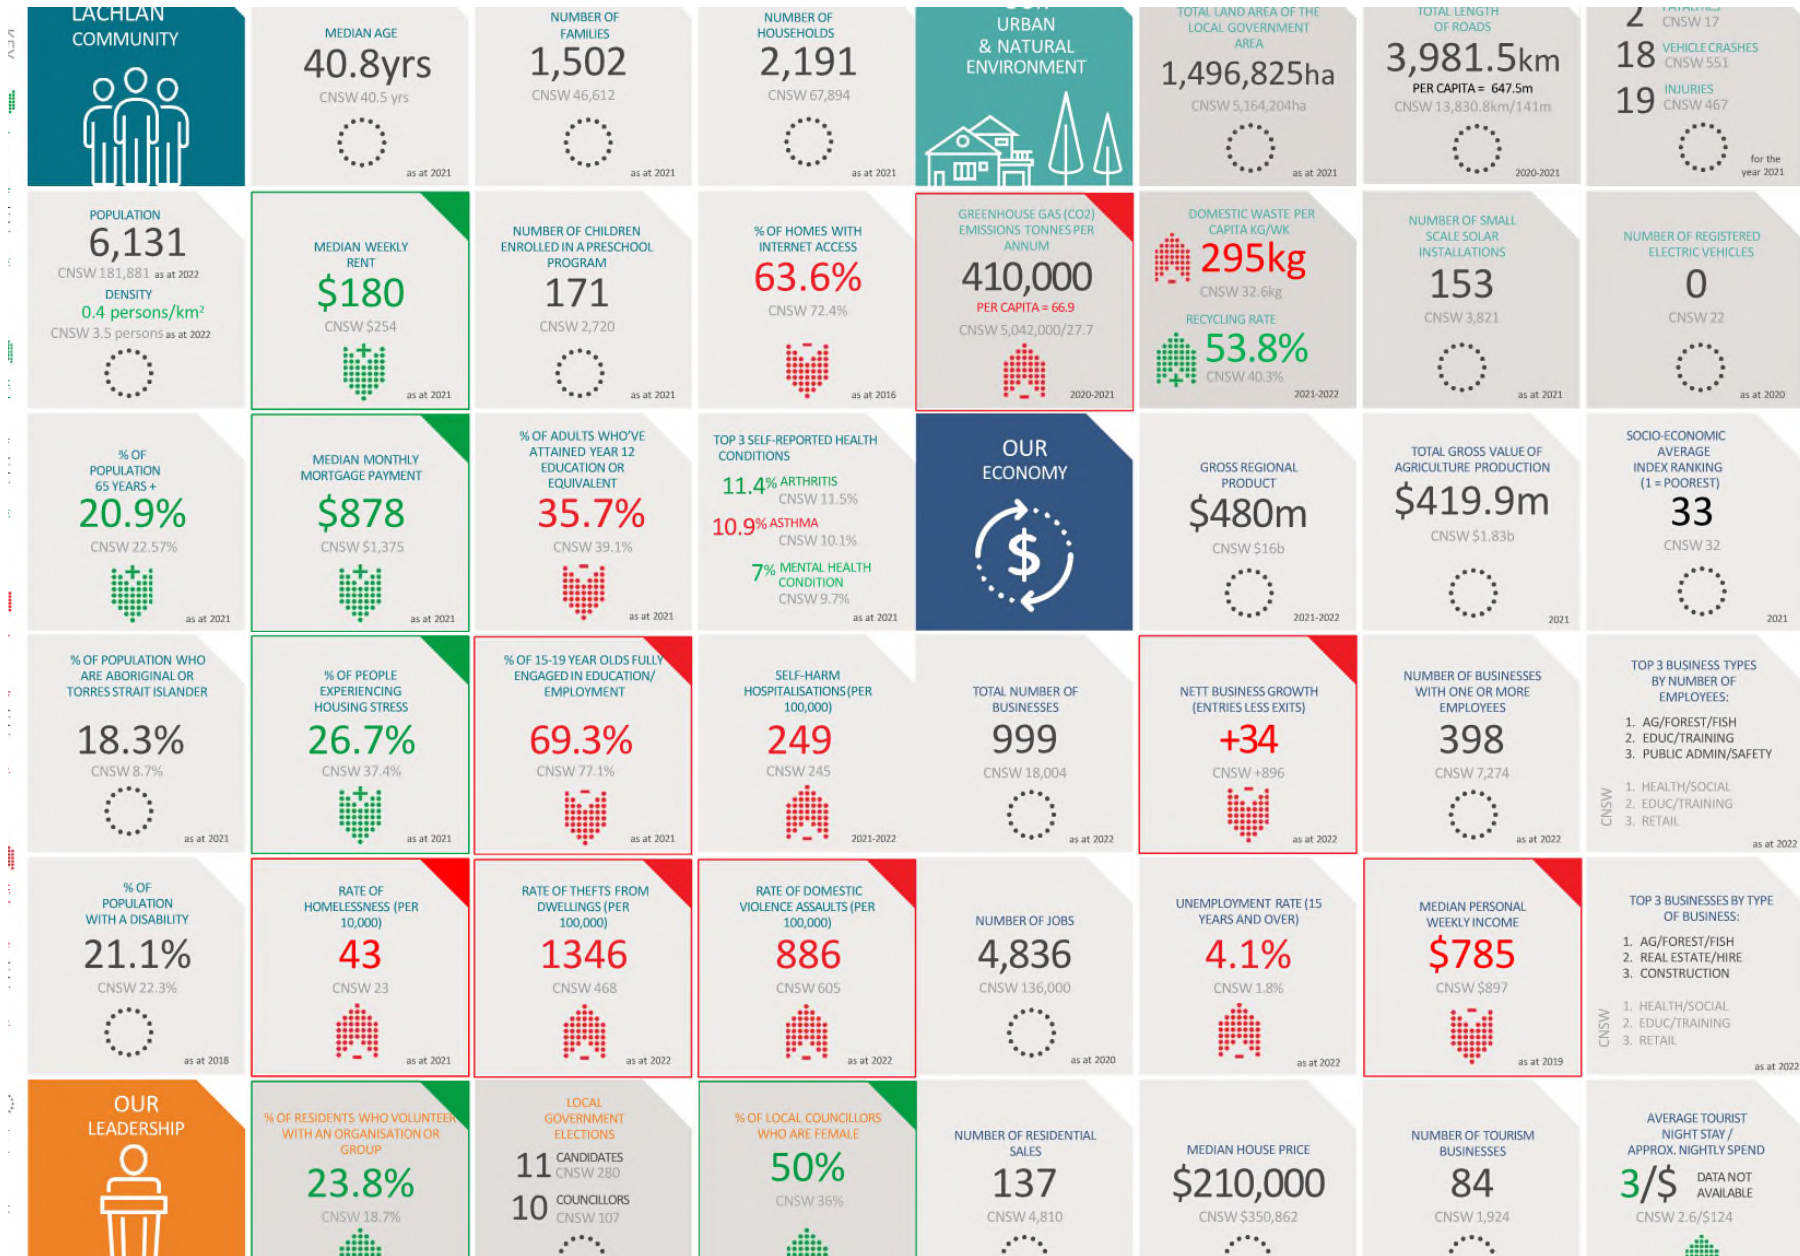 LACHLAN
COMMUNITY
MEDIAN AGE
40.8yrs
CNSW 40.5 yrs
as at 2021
NUMBER OF
FAMILIES
1,502
CNSW 46,612
as at 2021
NUMBER OF
HOUSEHOLDS
2,191
CNSW 67,894
as at 2021
URBAN
& NATURAL
ENVIRONMENT
TOTAL LAND AREA OF THE
LOCAL GOVERNMENT
AREA
1,496,825ha
CNSW 5,164,204ha
as at 2021
TOTAL LENGTH
OF ROADS
3,981.5km
PER CAPITA = 647.5m
CNSW 13,830.8km/141m
2020-2021
2 FATALITIES
CNSW 17
18 VEHICLE CRASHES
CNSW 551
19 INJURIES
CNSW 467
for the
year 2021
POPULATION
6,131
CNSW 181,881 as at 2022
DENSITY
0.4 persons/km²
CNSW 3.5 persons as at 2022
MEDIAN WEEKLY
RENT
$180
CNSW $254
as at 2021
NUMBER OF CHILDREN
ENROLLED IN A PRESCHOOL
PROGRAM
171
CNSW 2,720
as at 2021
% OF HOMES WITH
INTERNET ACCESS
63.6%
CNSW 72.4%
as at 2016
GREENHOUSE GAS (CO2)
EMISSIONS TONNES PER
ANNUM
410,000
PER CAPITA = 66.9
CNSW 5,042,000/27.7
2020-2021
DOMESTIC WASTE PER
CAPITA KG/WK
295kg
CNSW 32.6kg
RECYCLING RATE
53.8%
CNSW 40.3%
2021-2022
NUMBER OF SMALL
SCALE SOLAR
INSTALLATIONS
153
CNSW 3,821
as at 2021
NUMBER OF REGISTERED
ELECTRIC VEHICLES
0
CNSW 22
as at 2020
% OF
POPULATION
65 YEARS +
20.9%
CNSW 22.57%
as at 2021
MEDIAN MONTHLY
MORTGAGE PAYMENT
$878
CNSW $1,375
as at 2021
% OF ADULTS WHO'VE
ATTAINED YEAR 12
EDUCATION OR
EQUIVALENT
35.7%
CNSW 39.1%
as at 2021
TOP 3 SELF-REPORTED HEALTH
CONDITIONS
11.4% ARTHRITIS
CNSW 11.5%
10.9% ASTHMA
CNSW 10.1%
7% MENTAL HEALTH
CONDITION
CNSW 9.7%
as at 2021
OUR
ECONOMY
$
GROSS REGIONAL
PRODUCT
$480m
CNSW $16b
2021-2022
TOTAL GROSS VALUE OF
AGRICULTURE PRODUCTION
$419.9m
CNSW $1.83b
2021
SOCIO-ECONOMIC
AVERAGE
INDEX RANKING
(1 = POOREST)
33
CNSW 32
2021
% OF POPULATION WHO
ARE ABORIGINAL OR
TORRES STRAIT ISLANDER
18.3%
CNSW 8.7%
as at 2021
% OF PEOPLE
EXPERIENCING
HOUSING STRESS
26.7%
CNSW 37.4%
as at 2021
% OF 15-19 YEAR OLDS FULLY
ENGAGED IN EDUCATION/
EMPLOYMENT
69.3%
CNSW 77.1%
as at 2021
SELF-HARM
HOSPITALISATIONS (PER
100,000)
249
CNSW 245
2021-2022
TOTAL NUMBER OF
BUSINESSES
999
CNSW 18,004
as at 2022
NETT BUSINESS GROWTH
(ENTRIES LESS EXITS)
+34
CNSW +896
as at 2022
NUMBER OF BUSINESSES
WITH ONE OR MORE
EMPLOYEES
398
CNSW 7,274
as at 2022
TOP 3 BUSINESS TYPES
BY NUMBER OF
EMPLOYEES:
1. AG/FOREST/FISH
2. EDUC/TRAINING
3. PUBLIC ADMIN/SAFETY
CNSW
1. HEALTH/SOCIAL
2. EDUC/TRAINING
3. RETAIL
as at 2022
% OF
POPULATION
WITH A DISABILITY
21.1%
CNSW 22.3%
as at 2018
RATE OF
HOMELESSNESS (PER
10,000)
43
CNSW 23
as at 2021
RATE OF THEFTS FROM
DWELLINGS (PER
100,000)
1346
CNSW 468
as at 2022
RATE OF DOMESTIC
VIOLENCE ASSAULTS (PER
100,000)
886
CNSW 605
as at 2022
NUMBER OF JOBS
4,836
CNSW 136,000
as at 2020
UNEMPLOYMENT RATE (15
YEARS AND OVER)
4.1%
CNSW 1.8%
as at 2022
MEDIAN PERSONAL
WEEKLY INCOME
$785
CNSW $897
as at 2019
TOP 3 BUSINESSES BY TYPE
OF BUSINESS:
1. AG/FOREST/FISH
2. REAL ESTATE/HIRE
3. CONSTRUCTION
CNSW
1. HEALTH/SOCIAL
2. EDUC/TRAINING
3. RETAIL
as at 2022
OUR
LEADERSHIP
% OF RESIDENTS WHO VOLUNTEER
WITH AN ORGANISATION OR
GROUP
23.8%
CNSW 18.7%
LOCAL
GOVERNMENT
ELECTIONS
11 CANDIDATES
CNSW 280
10 COUNCILLORS
CNSW 107
% OF LOCAL COUNCILLORS
WHO ARE FEMALE
50%
CNSW 36%
NUMBER OF RESIDENTIAL
SALES
137
CNSW 4,810
MEDIAN HOUSE PRICE
$210,000
CNSW $350,862
NUMBER OF TOURISM
BUSINESSES
84
CNSW 1,924
AVERAGE TOURIST
NIGHT STAY /
APPROX. NIGHTLY SPEND
3/$ DATA NOT
AVAILABLE
CNSW 2.6/$124